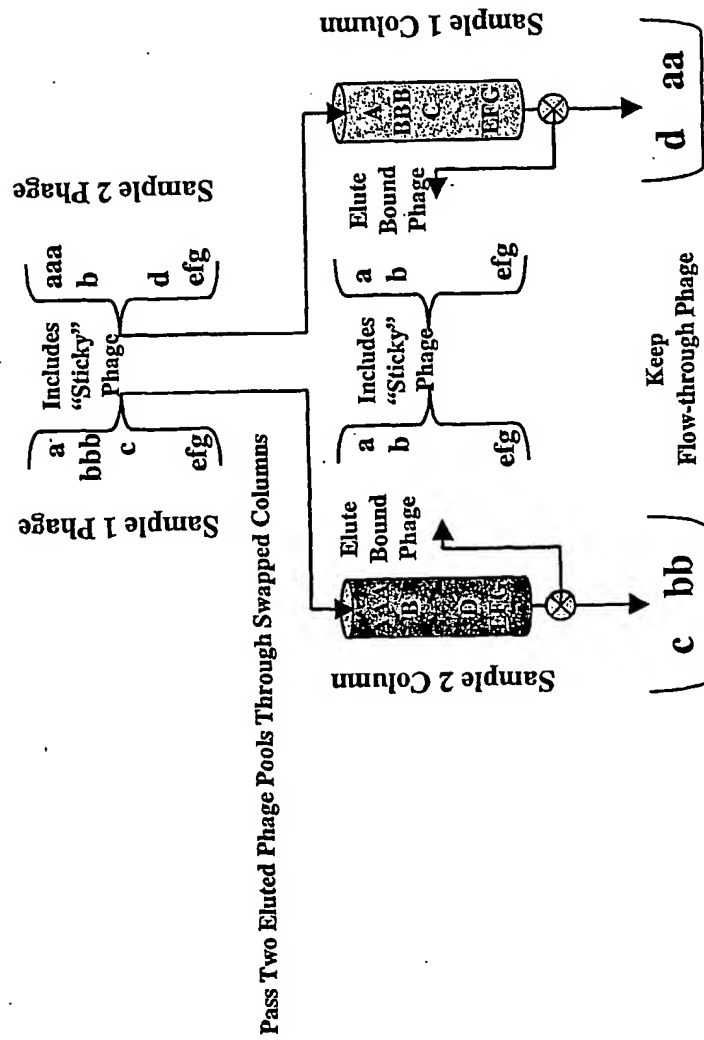 Sample 1 Phage
a
bbb
c
efg
Includes
“Sticky”
Phage
aaa
b
d
efg
Sample 2 Phage
Pass Two Eluted Phage Pools Through Swapped Columns
Sample 2 Column
AAA
B
D
EFG
Elute
Bound
Phage
a
b
efg
Includes
“Sticky”
Phage
a
b
efg
Elute
Bound
Phage
A
BBB
C
EFG
Sample 1 Column
c bb
Keep
Flow-through Phage
d aa